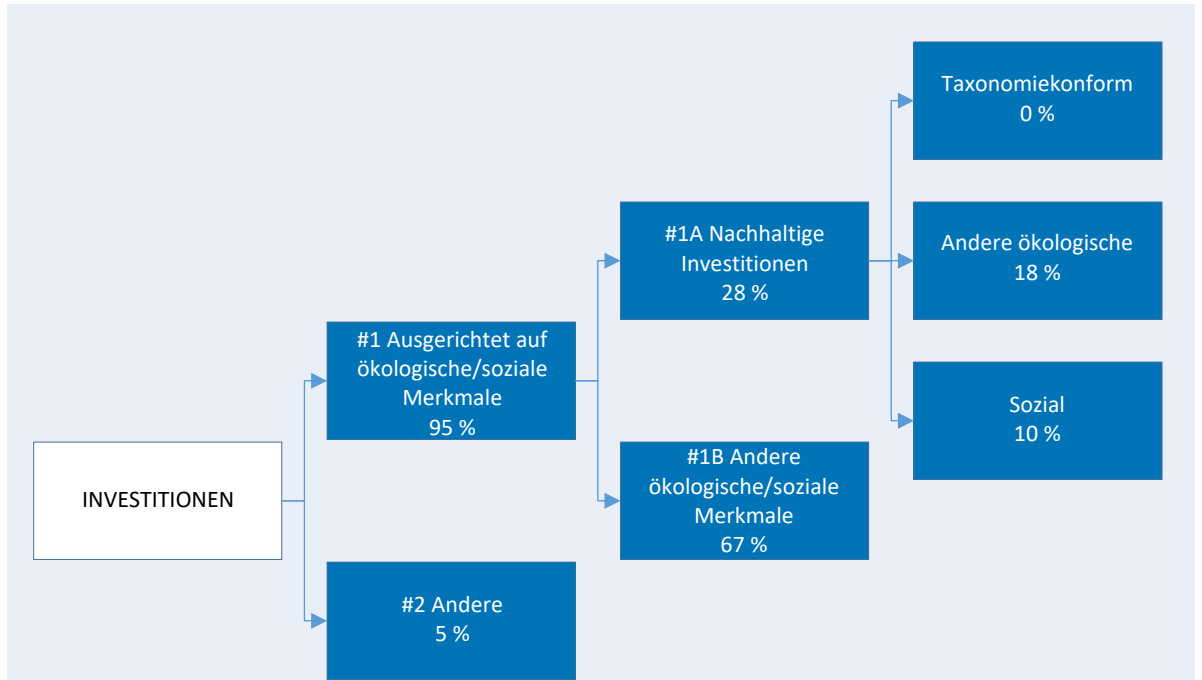 INVESTITIONEN
#1 Ausgerichtet auf
ökologische/soziale
Merkmale
95 %
#2 Andere
5 %
#1A Nachhaltige
Investitionen
28 %
#1B Andere
ökologische/soziale
Merkmale
67 %
Taxonomiekonform
0 %
Andere ökologische
18 %
Sozial
10 %